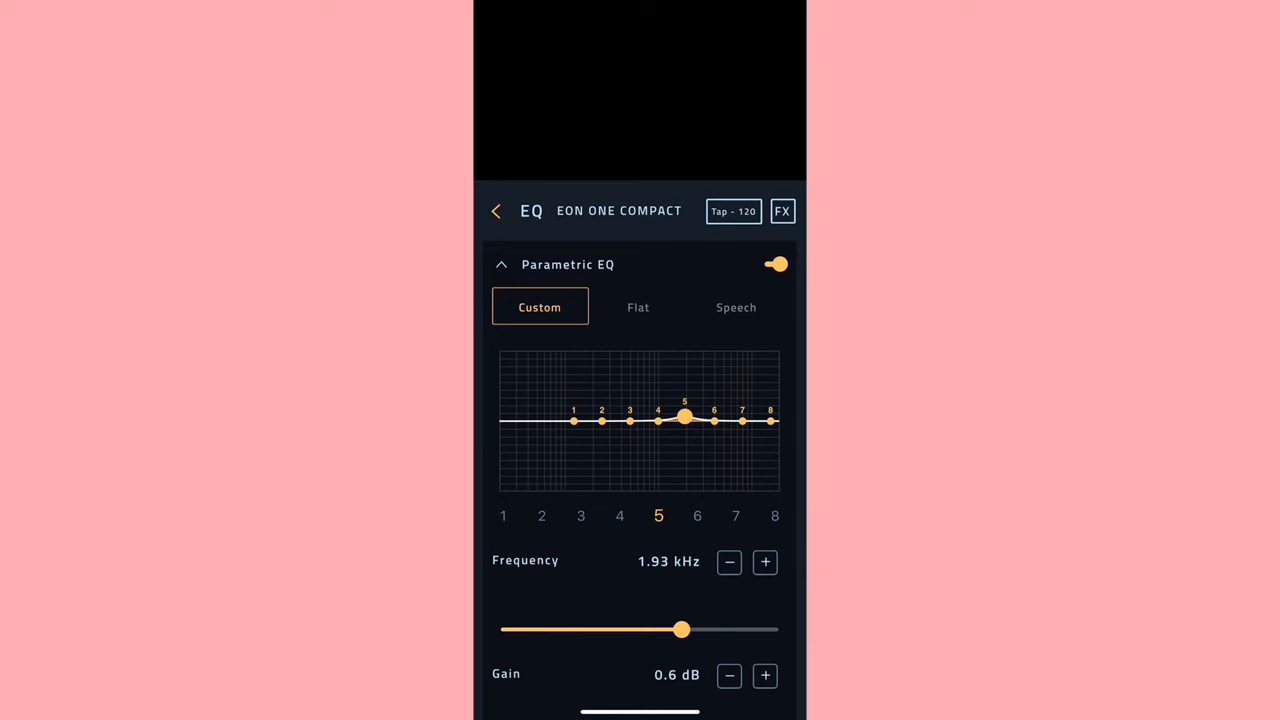 EQ EON ONE COMPACT Tap - 120 FX
Parametric EQ
Custom Flat Speech
5
1 2 3 4 6 7 8
1 2 3 4 5 6 7 8
Frequency 1.93 kHz − +
Gain 0.6 dB − +